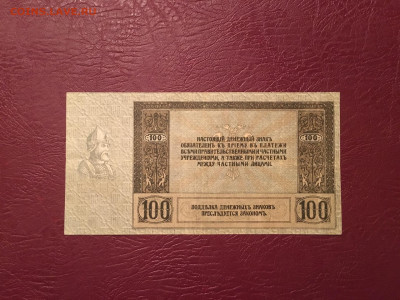 100
100
НАСТОЯЩІЙ ДЕНЕЖНЫЙ ЗНАКЪ
ОБЯЗАТЕЛЕНЪ КЪ ПРІЕМУ ВЪ ПЛАТЕЖИ
ВСѢМИ ПРАВИТЕЛЬСТВЕННЫМИ И ЧАСТНЫМИ
УЧРЕЖДЕНІЯМИ, А ТАКЖЕ ПРИ РАСЧЕТАХЪ
МЕЖДУ ЧАСТНЫМИ ЛИЦАМИ.
100
ПОДДѢЛКА ДЕНЕЖНЫХЪ ЗНАКОВЪ
ПРЕСЛѢДУЕТСЯ ЗАКОНОМЪ.
100